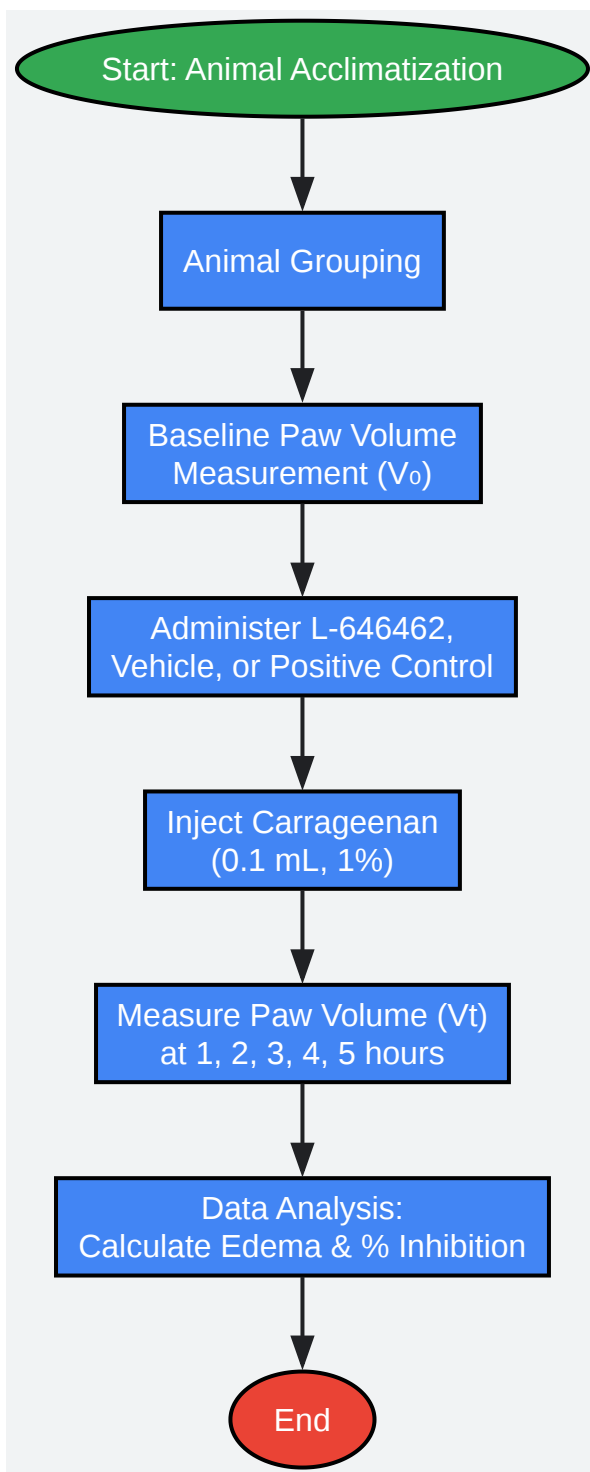 Start: Animal Acclimatization
Animal Grouping
Baseline Paw Volume
Measurement (V₀)
Administer L-646462,
Vehicle, or Positive Control
Inject Carrageenan
(0.1 mL, 1%)
Measure Paw Volume (Vt)
at 1, 2, 3, 4, 5 hours
Data Analysis:
Calculate Edema & % Inhibition
End